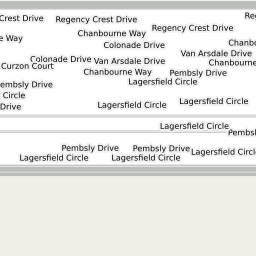 Crest Drive
Regency Crest Drive
Re
Regency Crest Drive
Chanbourne Way
e Way
Colonade Drive
Chanbo
Van Arsdale Drive
Colonade Drive
Van Arsdale Drive
Chanbourne
Curzon Court
Chanbourne Way
Pembsly Drive
Lagersfield Circle
embsly Drive
Circle
Lagersfield Circle
Lagersfield Circle
Drive
Lagersfield Circle
Pembs
Pembsly Drive
Pembsly Drive
Lagersfield Circle
Lagersfield Circle
Lagersfield Circle